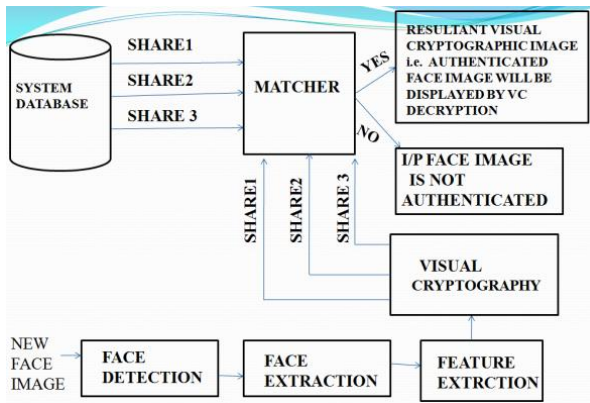 SYSTEM
DATABASE
SHARE1
SHARE2
SHARE 3
MATCHER
YES
NO
RESULTANT VISUAL
CRYPTOGRAPHIC IMAGE
i.e. AUTHENTICATED
FACE IMAGE WILL BE
DISPLAYED BY VC
DECRYPTION
I/P FACE IMAGE
IS NOT
AUTHENTICATED
SHARE1
SHARE2
SHARE 3
VISUAL
CRYPTOGRAPHY
NEW
FACE
IMAGE
FACE
DETECTION
FACE
EXTRACTION
FEATURE
EXTRCTION